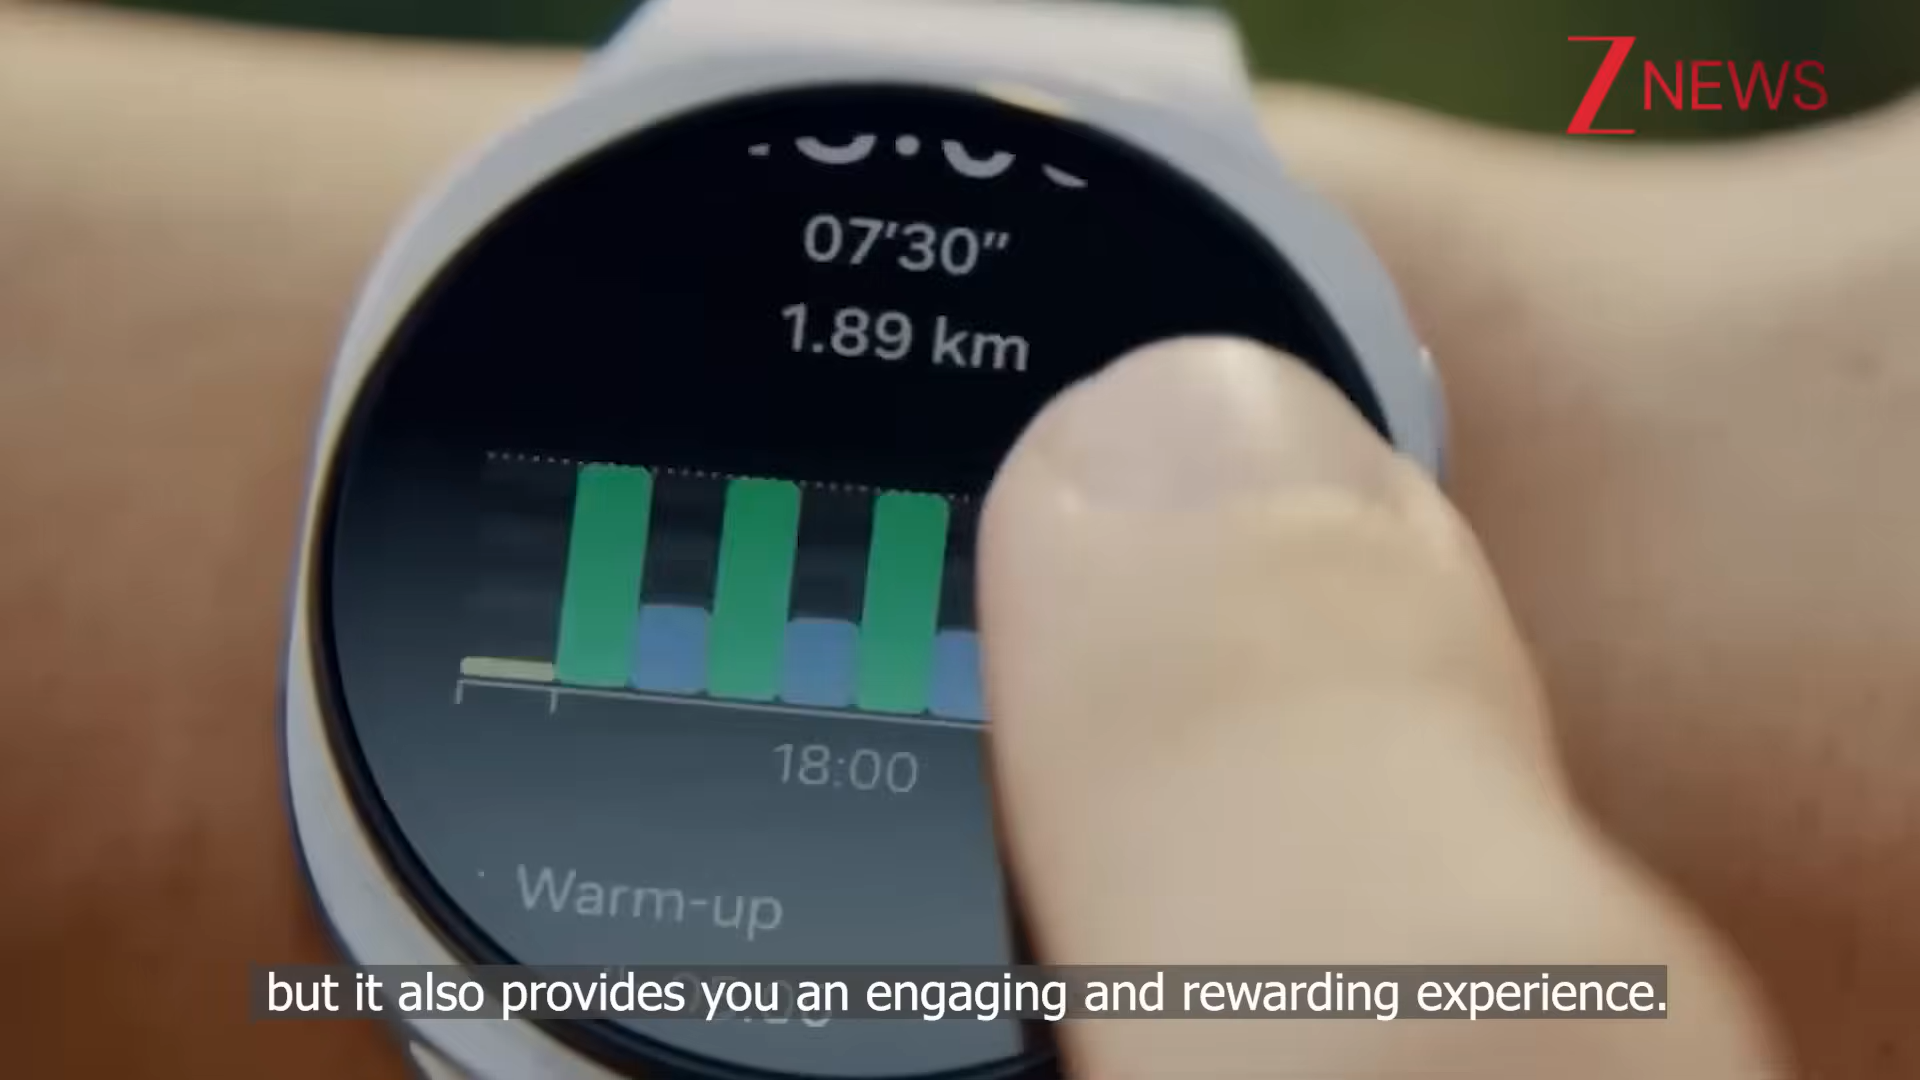 Z NEWS
07'30"
1.89 km
18:00
Warm-up
but it also provides you an engaging and rewarding experience.